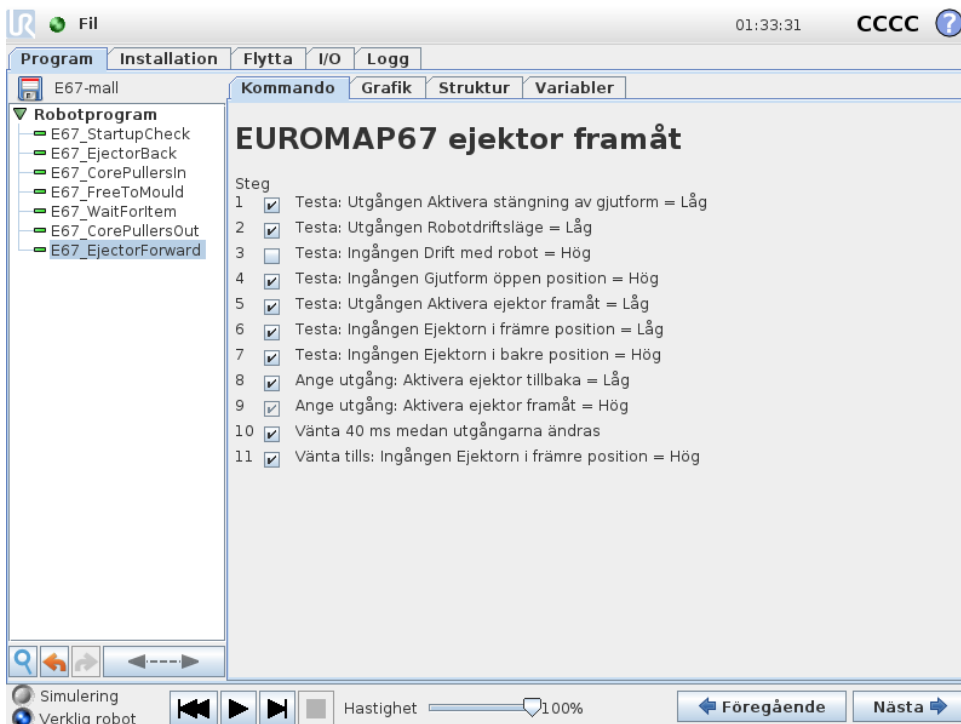 UR Fil 01:33:31 CCCC ?
Program Installation Flytta I/O Logg
E67-mall
Kommando Grafik Struktur Variabler
Robotprogram
E67_StartupCheck
E67_EjectorBack
E67_CorePullersIn
E67_FreeToMould
E67_WaitForItem
E67_CorePullersOut
E67_EjectorForward
EUROMAP67 ejektor framåt
Steg
1 Testa: Utgången Aktivera stängning av gjutform = Låg
2 Testa: Utgången Robotdriftsläge = Låg
3 Testa: Ingången Drift med robot = Hög
4 Testa: Ingången Gjutform öppen position = Hög
5 Testa: Utgången Aktivera ejektor framåt = Låg
6 Testa: Ingången Ejektorn i främre position = Låg
7 Testa: Ingången Ejektorn i bakre position = Hög
8 Ange utgång: Aktivera ejektor tillbaka = Låg
9 Ange utgång: Aktivera ejektor framåt = Hög
10 Vänta 40 ms medan utgångarna ändras
11 Vänta tills: Ingången Ejektorn i främre position = Hög
Simulering
Verklig robot
Hastighet 100%
Föregående
Nästa